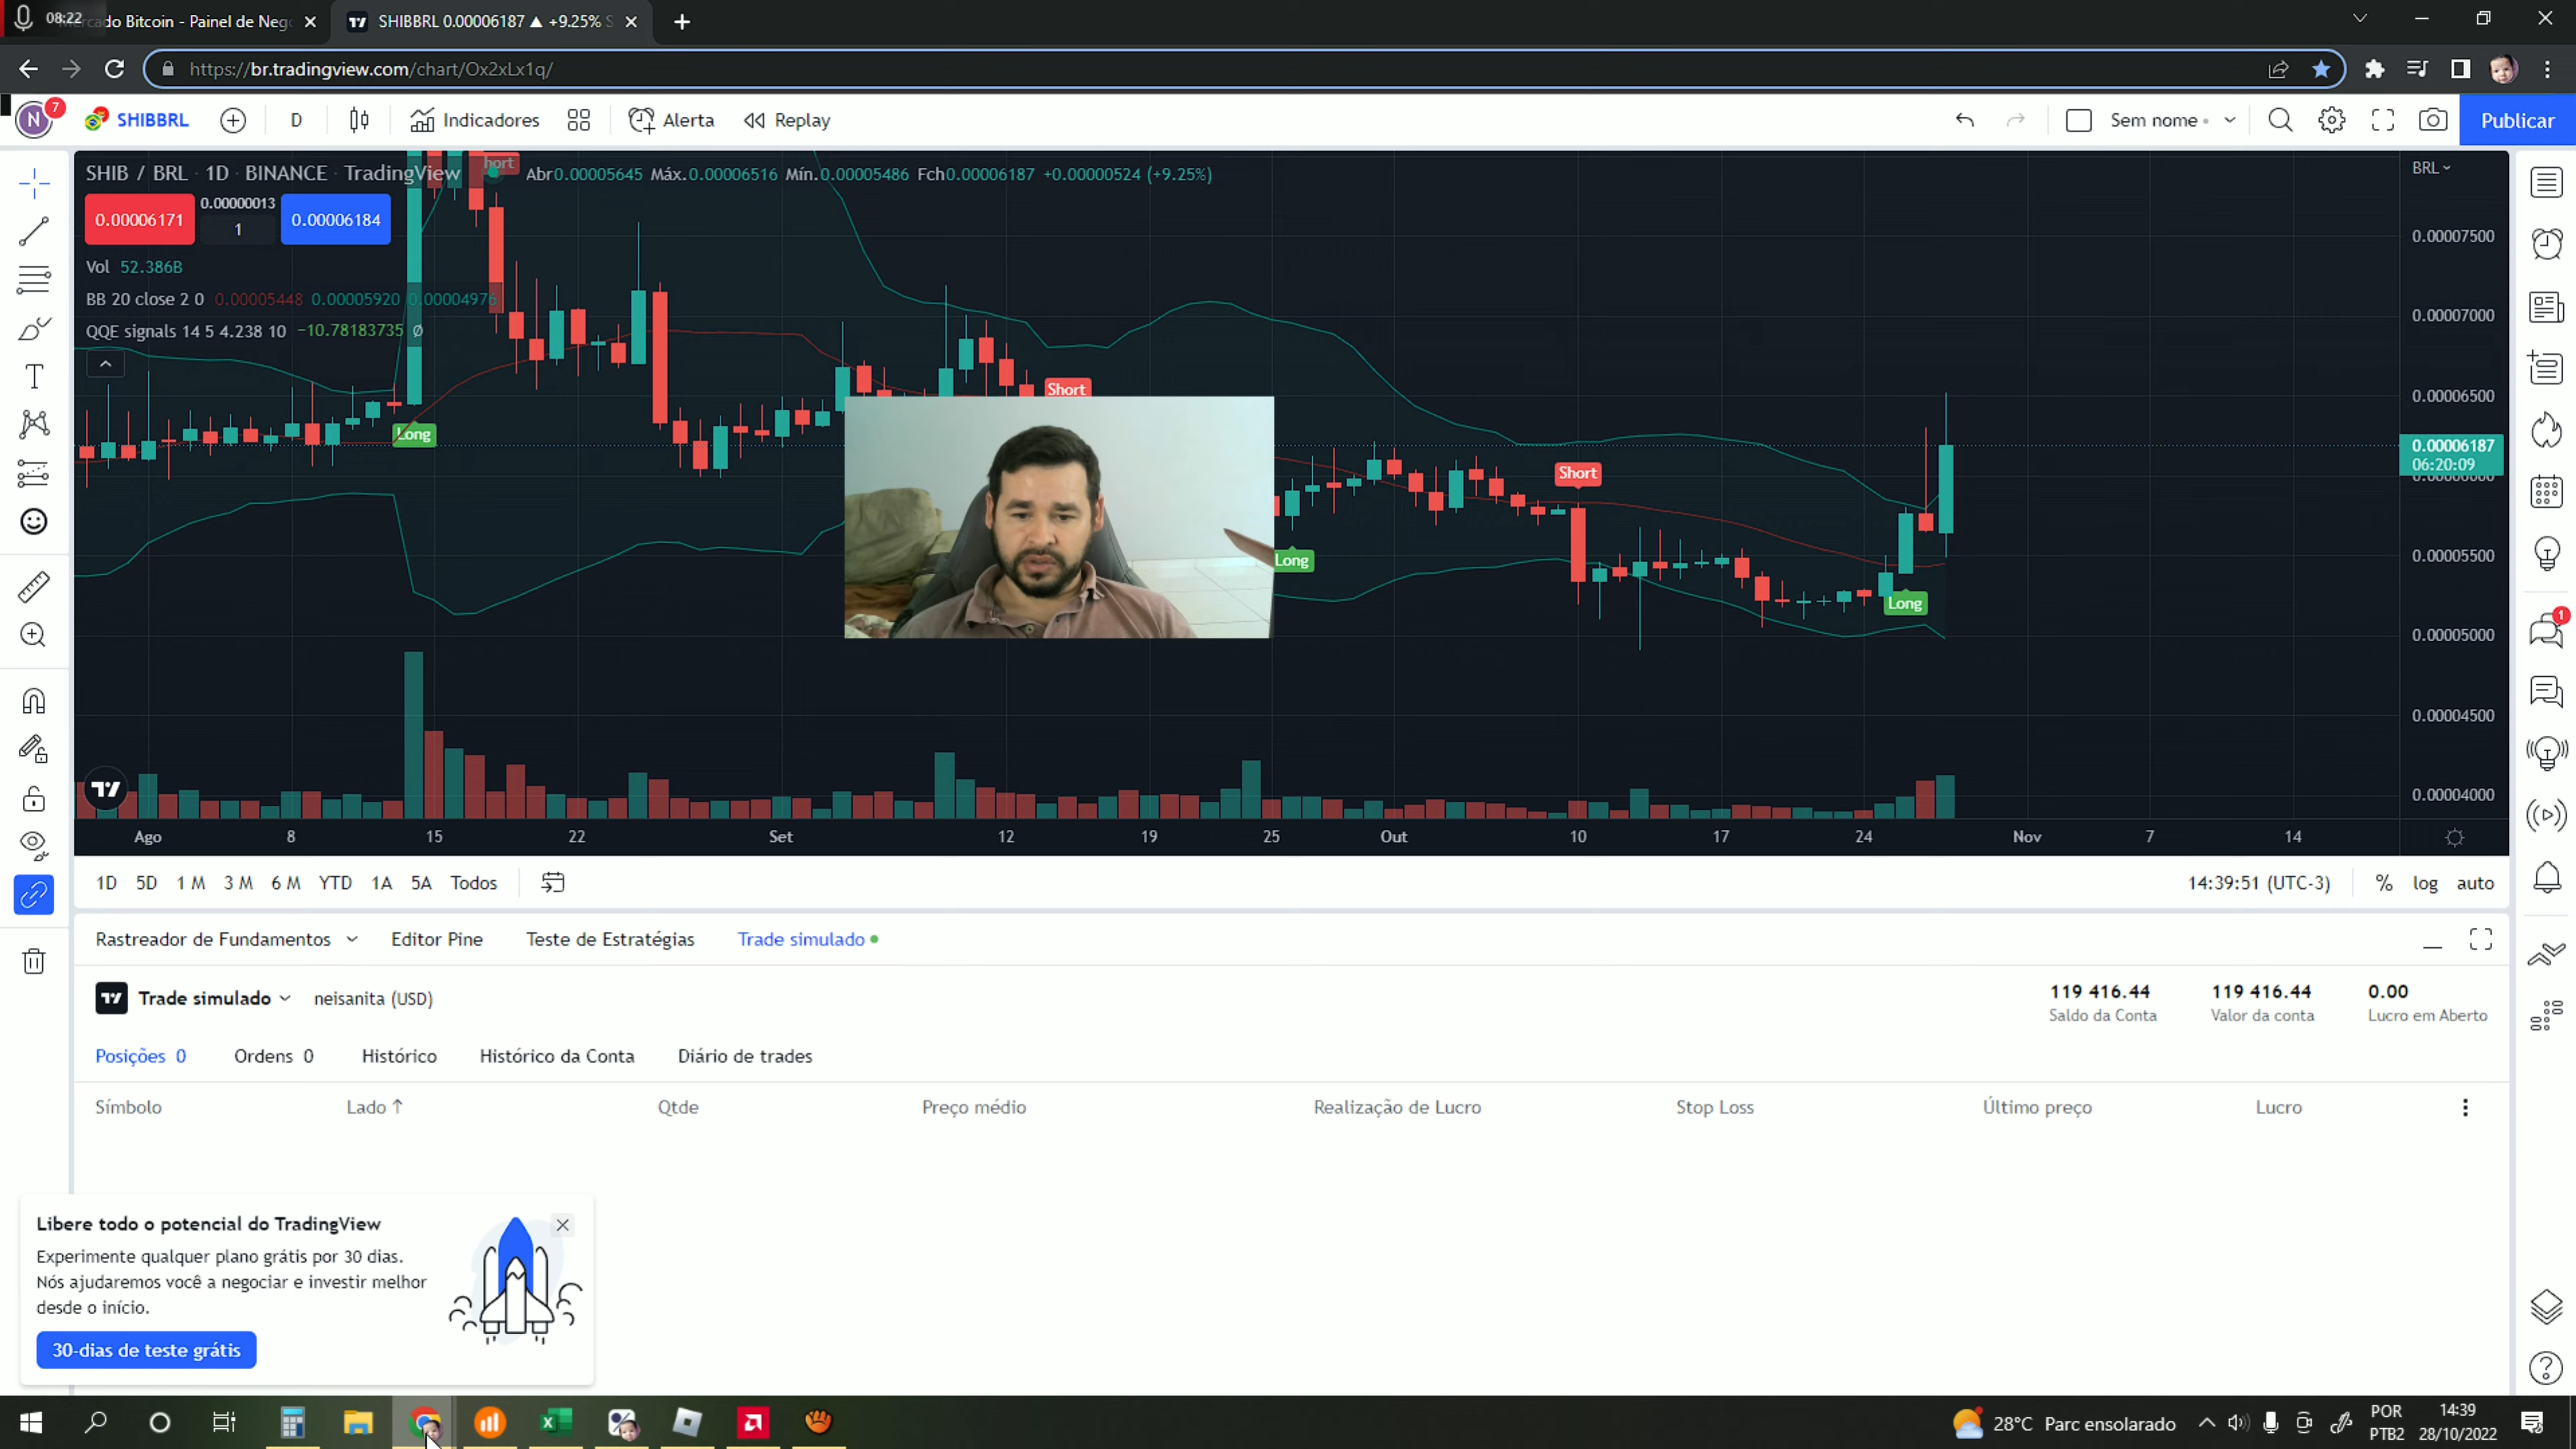 08:22
do Bitcoin - Painel de Nego
SHIBBRL 0.00006187 ▲ +9.25% S
https://br.tradingview.com/chart/Ox2xLx1q/
N 7
SHIBBRL
D
Indicadores
Alerta
Replay
Sem nome
Publicar
SHIB / BRL · 1D · BINANCE · TradingView
Abr0.00005645 Máx.0.00006516 Mín.0.00005486 Fch0.00006187 +0.00000524 (+9.25%)
BRL
0.00006171
0.00000013
1
0.00006184
Vol 52.386B
BB 20 close 2 0 0.00005448 0.00005920 0.00004976
QQE signals 14 5 4.238 10 −10.78183735 Ø
hort
Long
Short
Long
Short
Long
0.00007500
0.00007000
0.00006500
0.00006187
06:20:09
0.00005500
0.00005000
0.00004500
0.00004000
Ago 8 15 22 Set 12 19 25 Out 10 17 24 Nov 7 14
1D 5D 1 M 3 M 6 M YTD 1A 5A Todos
14:39:51 (UTC-3) % log auto
1
Rastreador de Fundamentos
Editor Pine
Teste de Estratégias
Trade simulado
Trade simulado
neisanita (USD)
119 416.44
Saldo da Conta
119 416.44
Valor da conta
0.00
Lucro em Aberto
Posições 0
Ordens 0
Histórico
Histórico da Conta
Diário de trades
Símbolo Lado ↑ Qtde Preço médio Realização de Lucro Stop Loss Último preço Lucro
Libere todo o potencial do TradingView
Experimente qualquer plano grátis por 30 dias.
Nós ajudaremos você a negociar e investir melhor
desde o início.
30-dias de teste grátis
28°C Parc ensolarado
POR
PTB2
14:39
28/10/2022